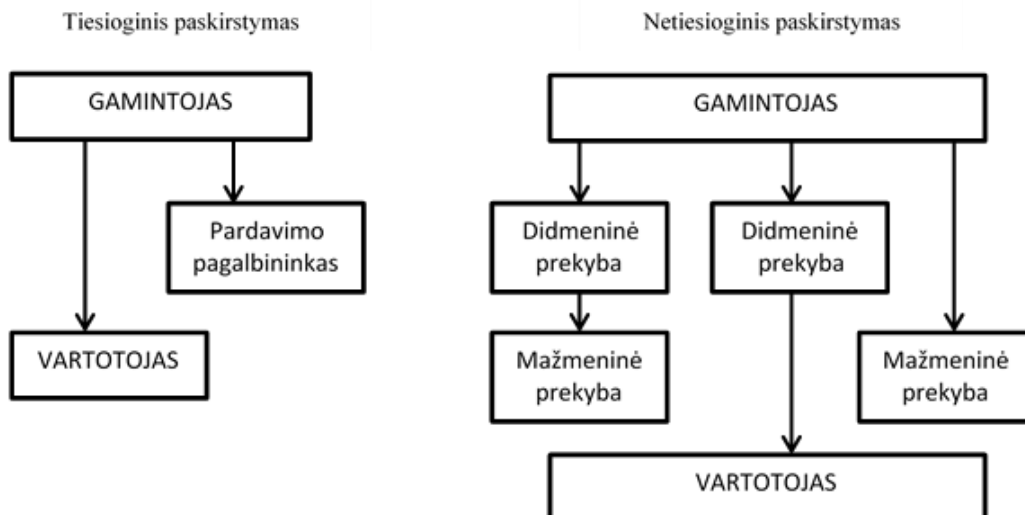 Tiesioginis paskirstymas
GAMINTOJAS
Pardavimo
pagalbininkas
VARTOTOJAS
Netiesioginis paskirstymas
GAMINTOJAS
Didmeninė
prekyba
Didmeninė
prekyba
Mažmeninė
prekyba
Mažmeninė
prekyba
VARTOTOJAS